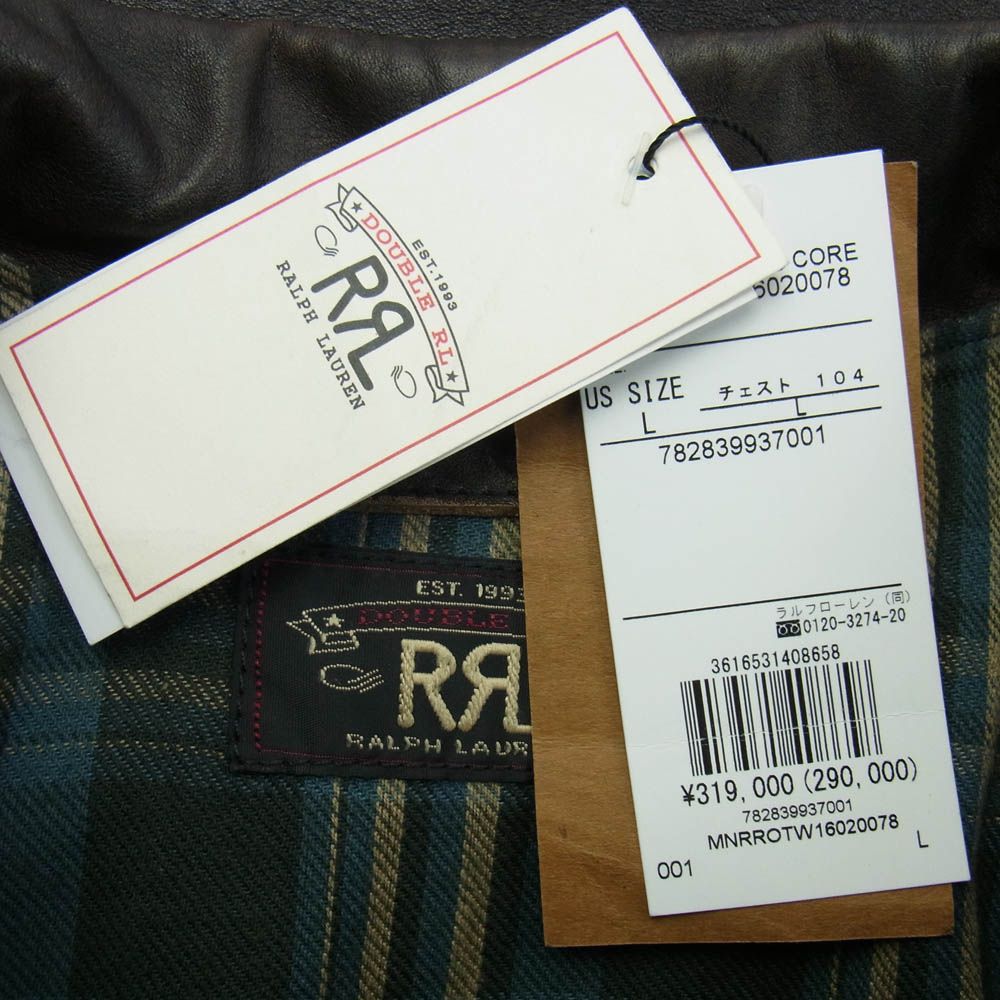 EST.1993
DOUBLE RL
RRL
RALPH LAUREN
CORE
6020078
US SIZE
L
チェスト 104
L
782839937001
ラルフローレン (同)
0120-3274-20
3616531408658
¥319,000 (290,000)
782839937001
MNRROTW16020078
001
L
EST. 1993
DOUBLE
RRL
RALPH LAUR